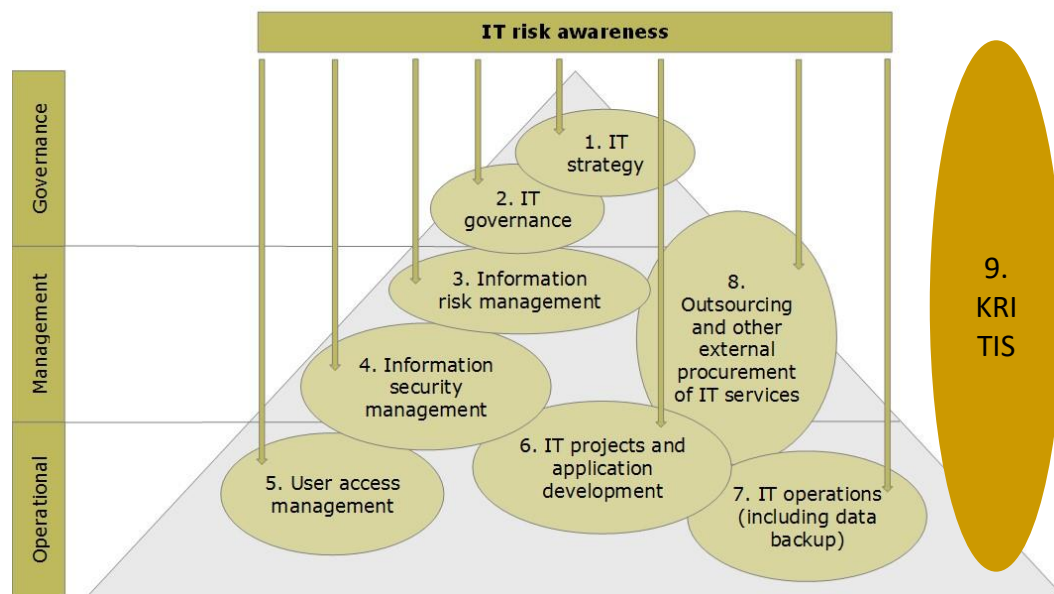 IT risk awareness
Governance
Management
Operational
1. IT
strategy
2. IT
governance
3. Information
risk management
4. Information
security
management
5. User access
management
6. IT projects and
application
development
7. IT operations
(including data
backup)
8.
Outsourcing
and other
external
procurement
of IT services
9.
KRI
TIS